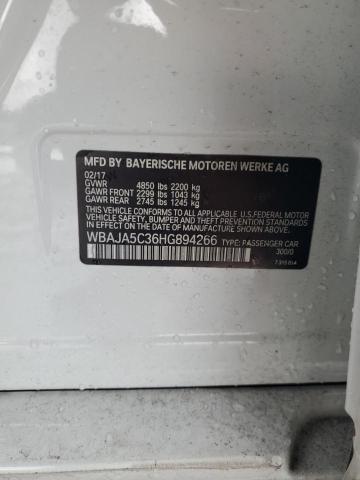 MFD BY BAYERISCHE MOTOREN WERKE AG
02/17
GVWR 4850 lbs 2200 kg
GAWR FRONT 2299 lbs 1043 kg
GAWR REAR 2745 lbs 1245 kg
THIS VEHICLE CONFORMS TO ALL APPLICABLE
U.S.FEDERAL MOTOR
VEHICLE SAFETY, BUMPER, AND THEFT
PREVENTION STANDARDS IN EFFECT ON THE DATE
OF MANUFACTURE SHOWN ABOVE.
WBAJA5C36HG894266 TYPE: PASSENGER CAR
300/0